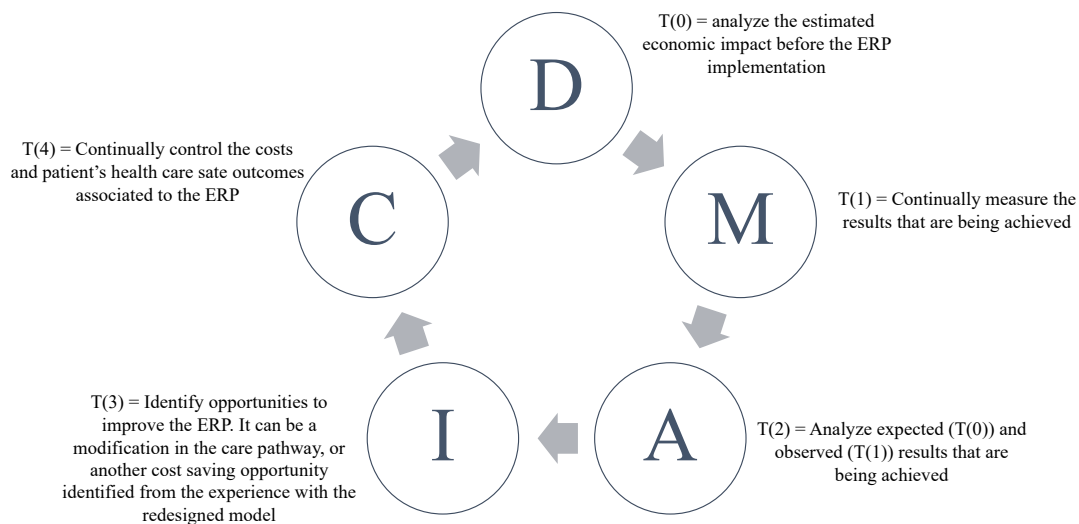 D
T(0) = analyze the estimated
economic impact before the ERP
implementation
M
T(1) = Continually measure the
results that are being achieved
A
T(2) = Analyze expected (T(0)) and
observed (T(1)) results that are
being achieved
I
T(3) = Identify opportunities to
improve the ERP. It can be a
modification in the care pathway, or
another cost saving opportunity
identified from the experience with the
redesigned model
C
T(4) = Continually control the costs
and patient’s health care sate outcomes
associated to the ERP